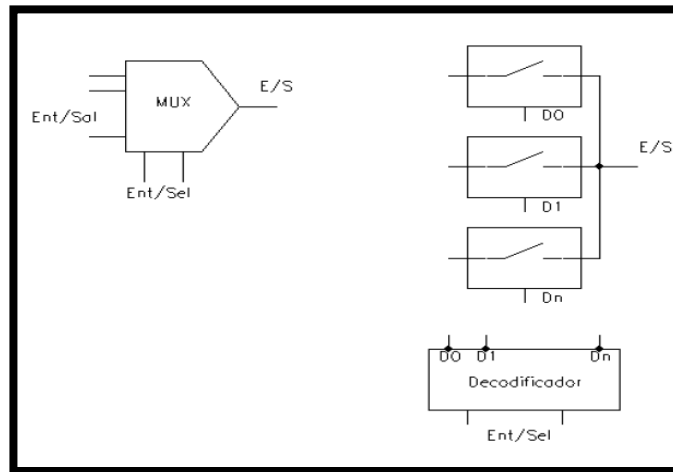 E/S
MUX
Ent/Sal
Ent/Sel
D0
E/S
D1
Dn
D0 D1 Dn
Decodificador
Ent/Sel